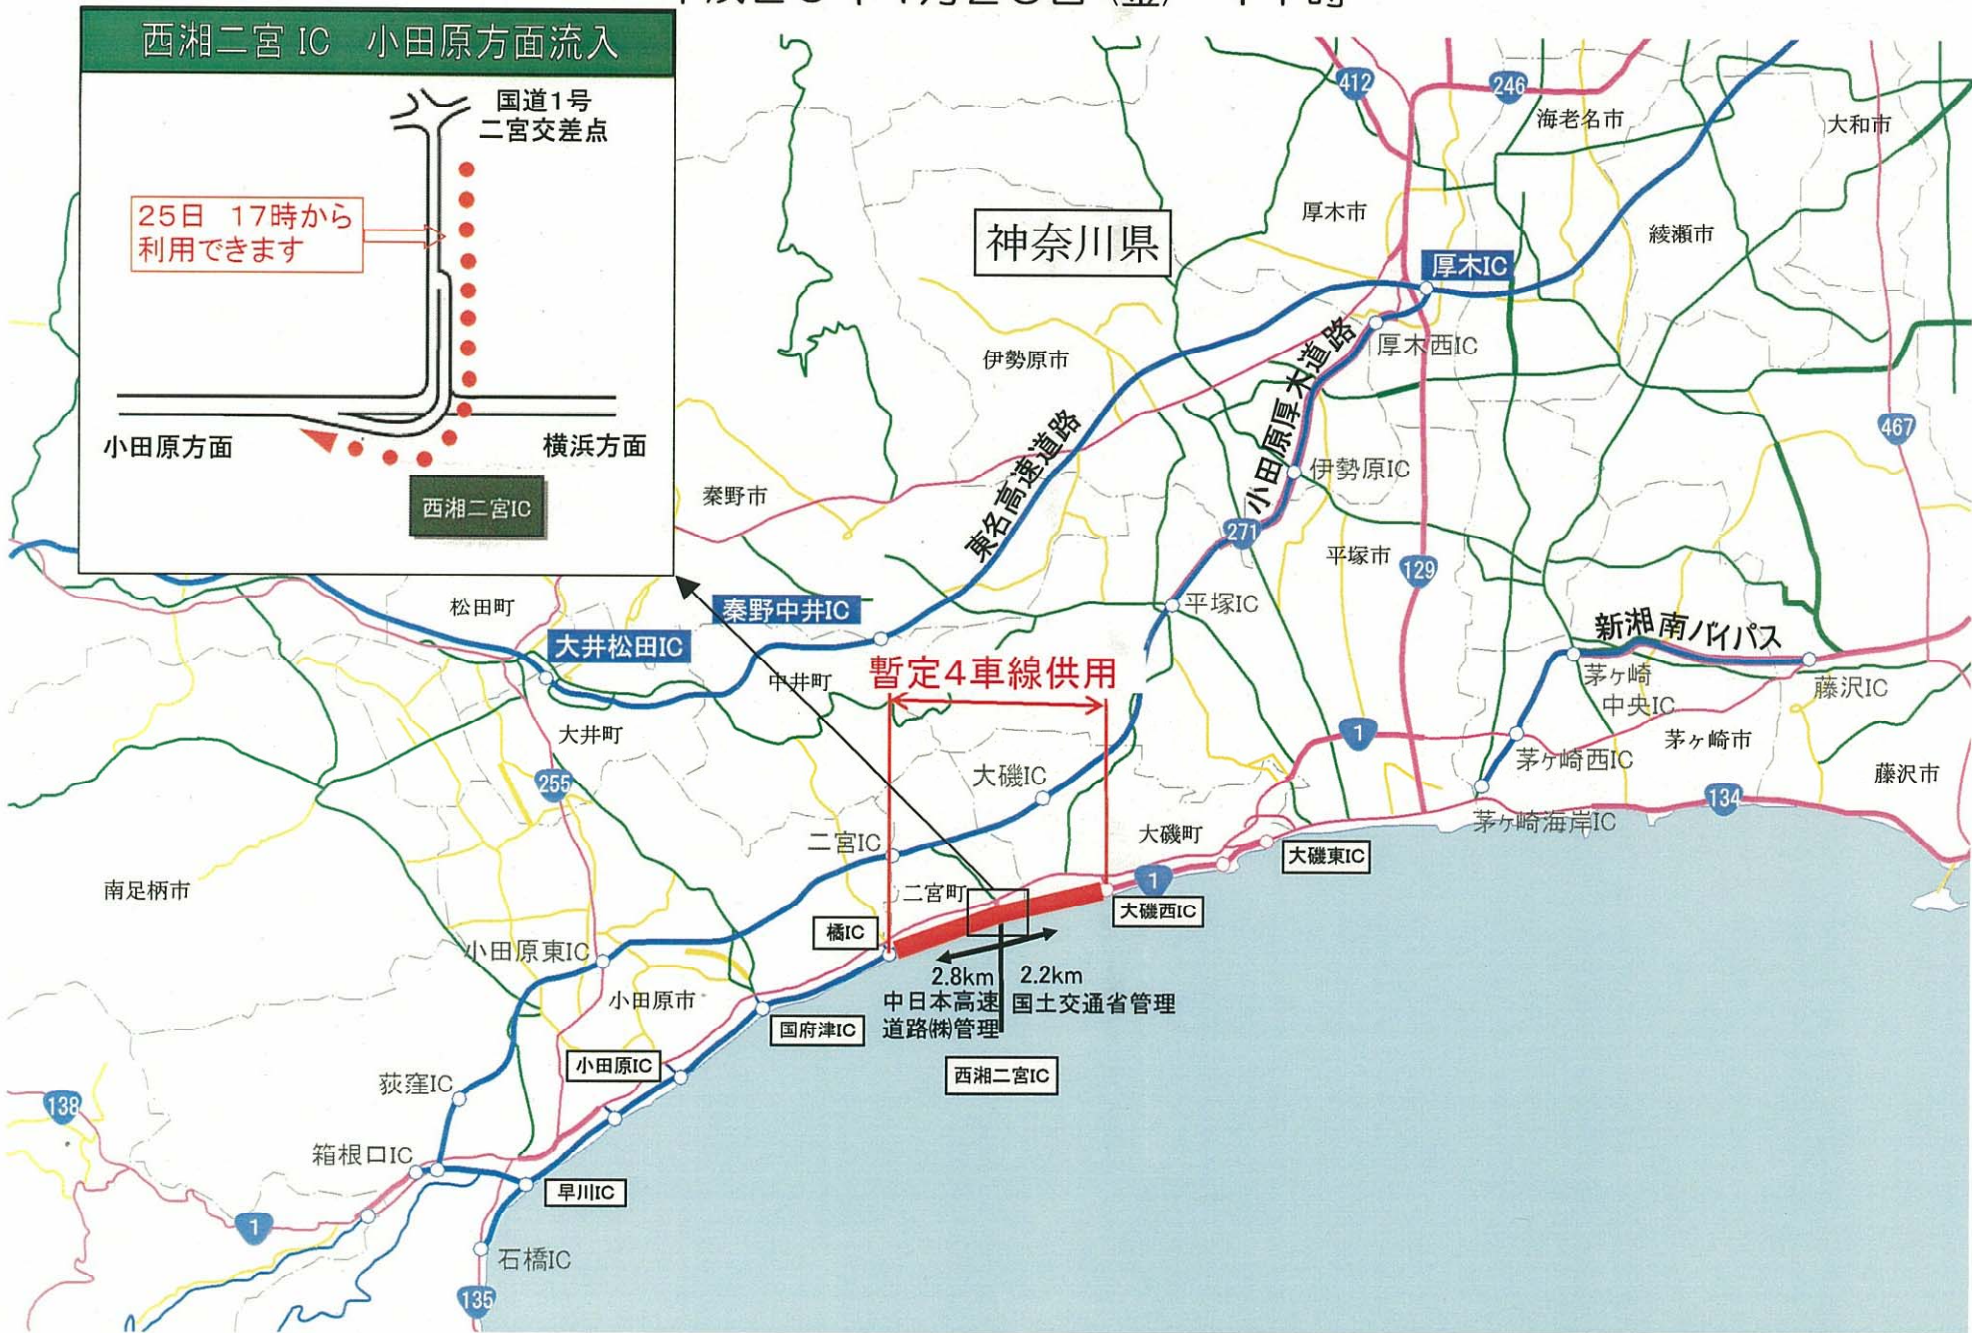 西湘二宮 IC 小田原方面流入
国道1号
二宮交差点
25日 17時から
利用できます
小田原方面
横浜方面
西湘二宮IC
412
246
海老名市
大和市
厚木市
綾瀬市
神奈川県
厚木IC
厚木西IC
伊勢原市
小田原厚木道路
東名高速道路
467
伊勢原IC
秦野市
271
平塚市
129
平塚IC
松田町
秦野中井IC
大井松田IC
新湘南バイパス
暫定4車線供用
中井町
茅ヶ崎
中央IC
藤沢IC
大井町
1
茅ヶ崎市
茅ヶ崎西IC
藤沢市
255
大磯IC
134
茅ヶ崎海岸IC
二宮IC
大磯町
大磯東IC
南足柄市
二宮町
1
大磯西IC
橘IC
小田原東IC
2.8km
2.2km
中日本高速
道路㈱管理
国土交通省管理
小田原市
国府津IC
小田原IC
西湘二宮IC
荻窪IC
138
箱根口IC
早川IC
1
石橋IC
135